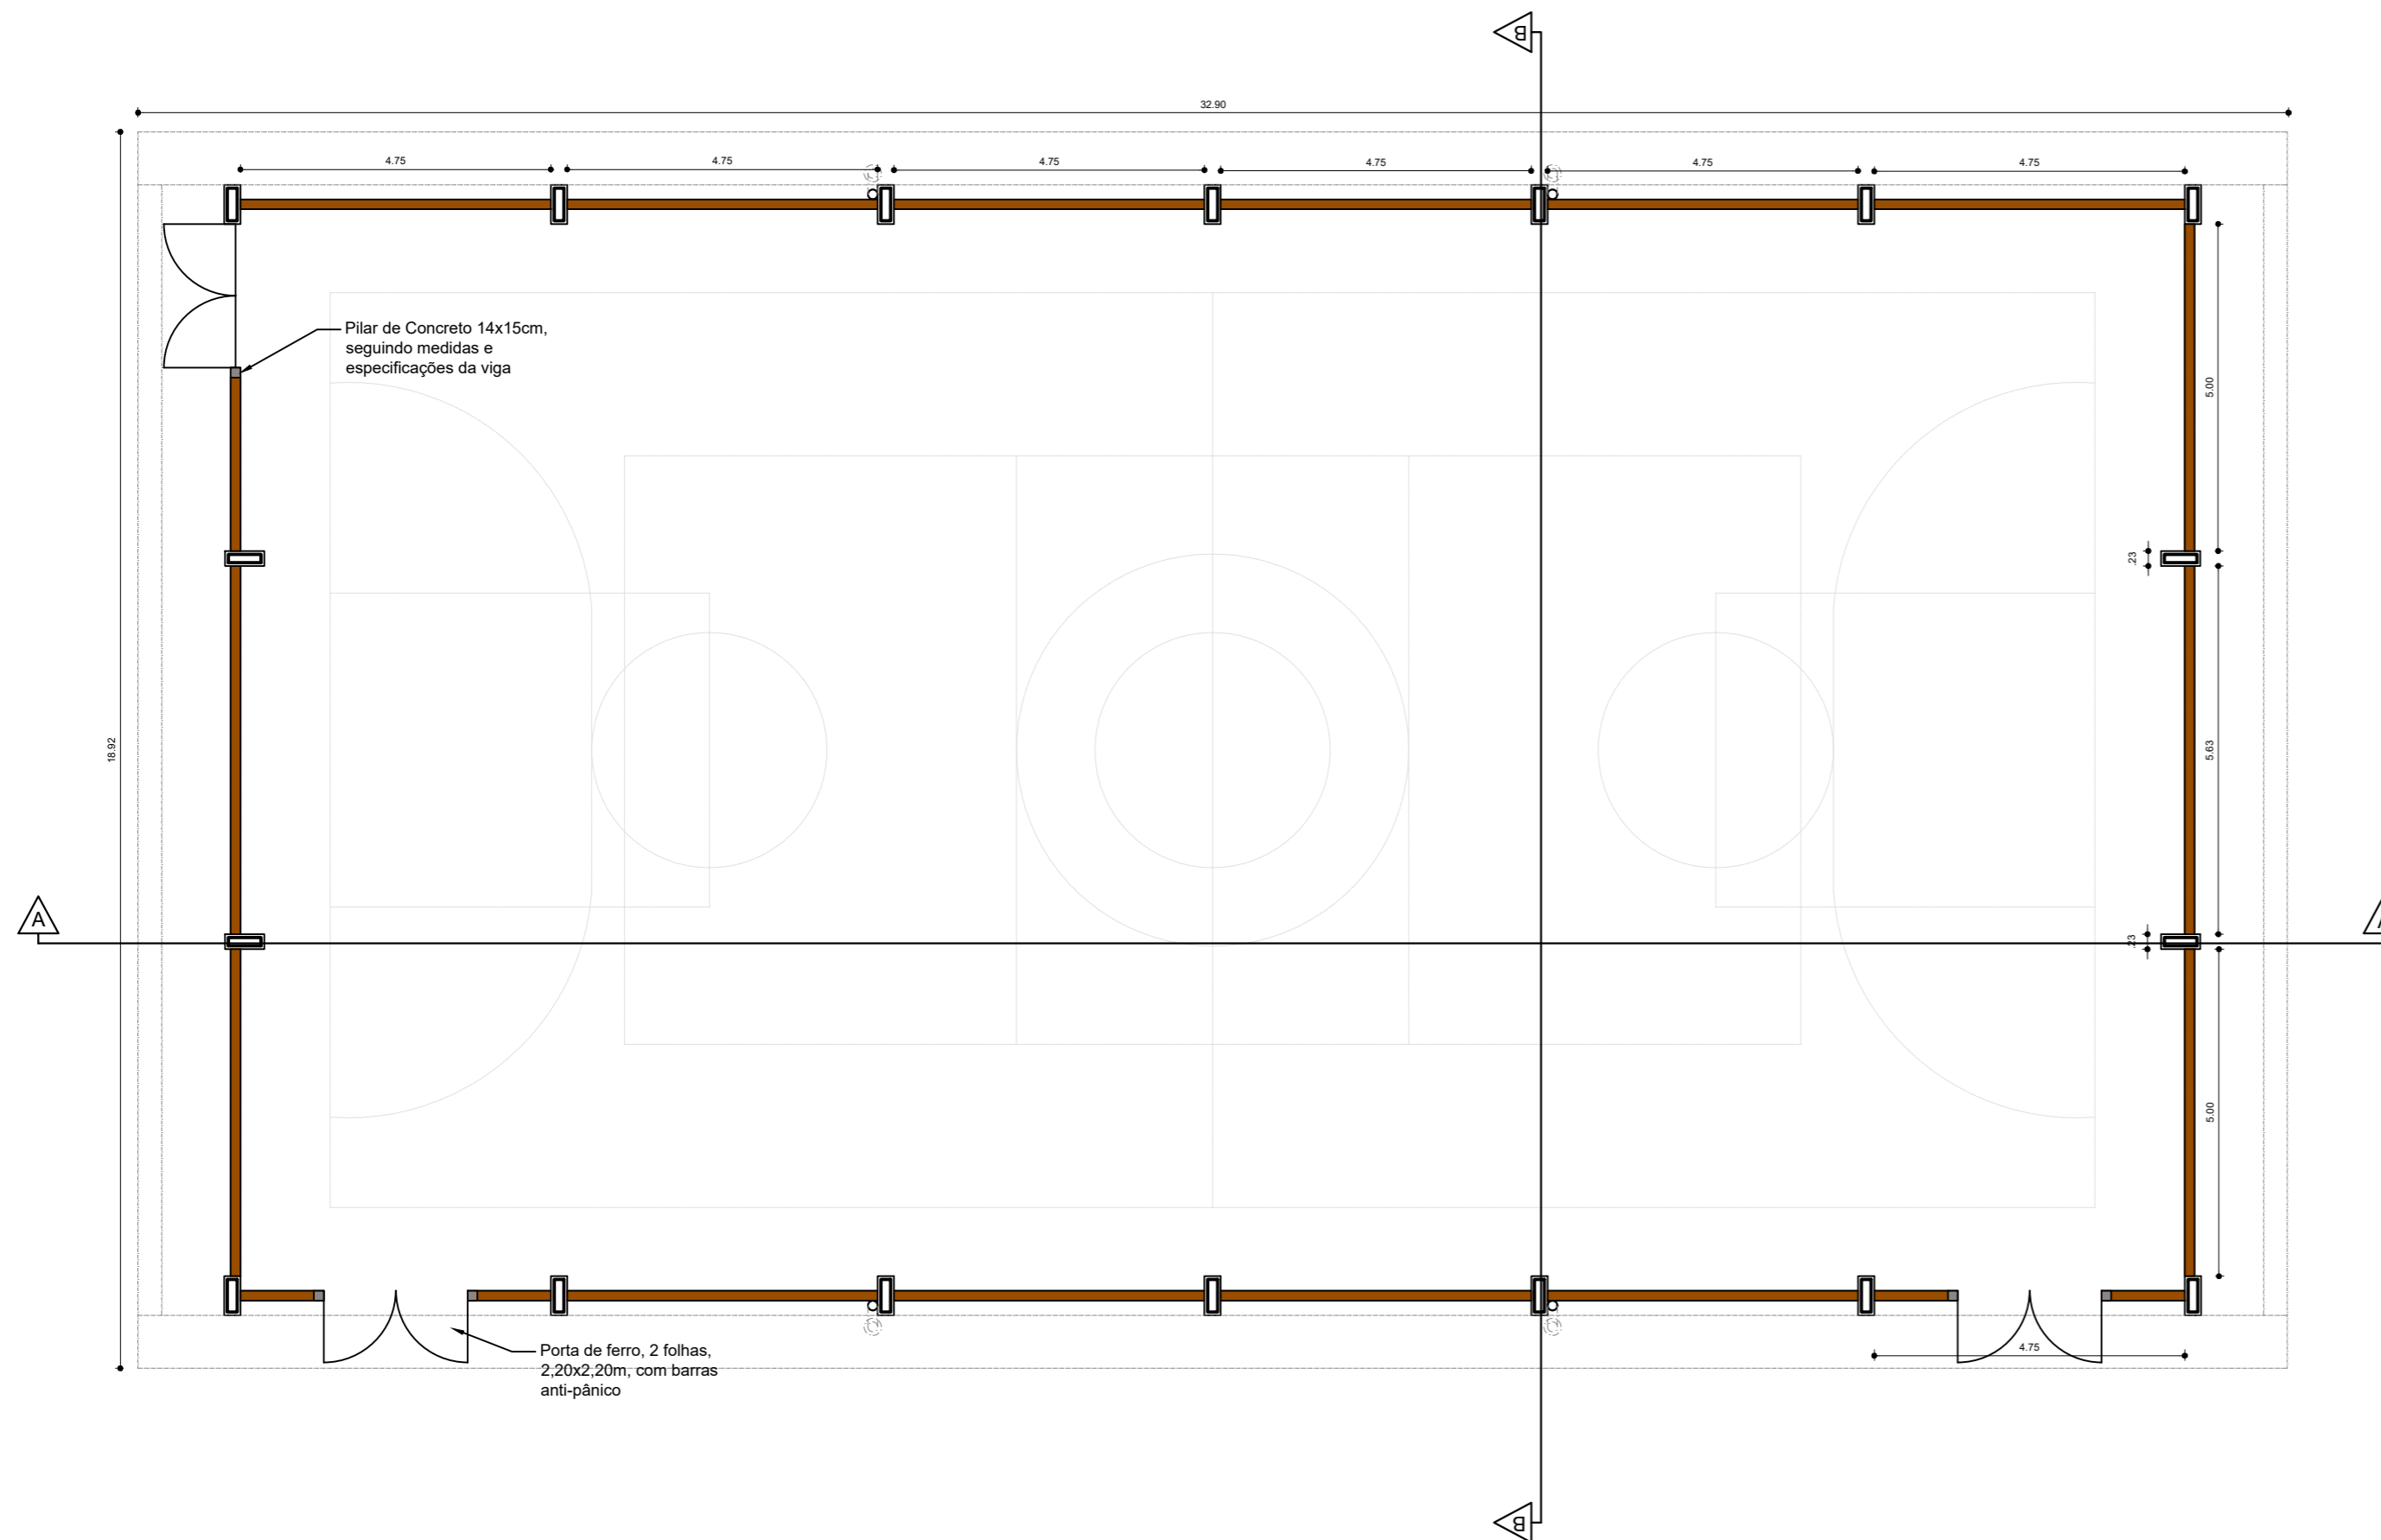 B
32.90
4.75
4.75
4.75
4.75
4.75
4.75
Pilar de Concreto 14x15cm,
seguindo medidas e
especificações da viga
5.00
.23
18.92
5.63
A
.23
5.00
Porta de ferro, 2 folhas,
2,20x2,20m, com barras
anti-pânico
4.75
B